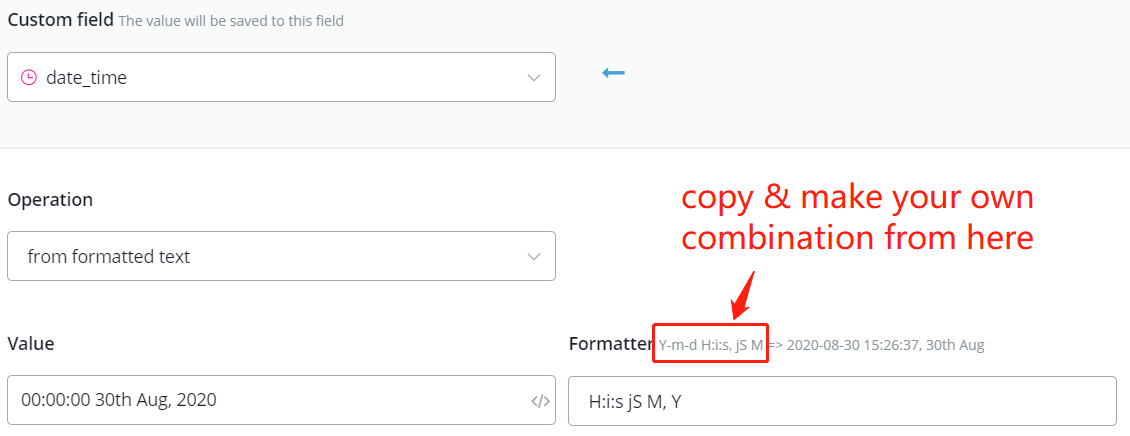 Custom field The value will be saved to this field
date_time
Operation
copy & make your own
combination from here
from formatted text
Value
Formatter Y-m-d H:i:s, jS M => 2020-08-30 15:26:37, 30th Aug
00:00:00 30th Aug, 2020 </>
H:i:s jS M, Y